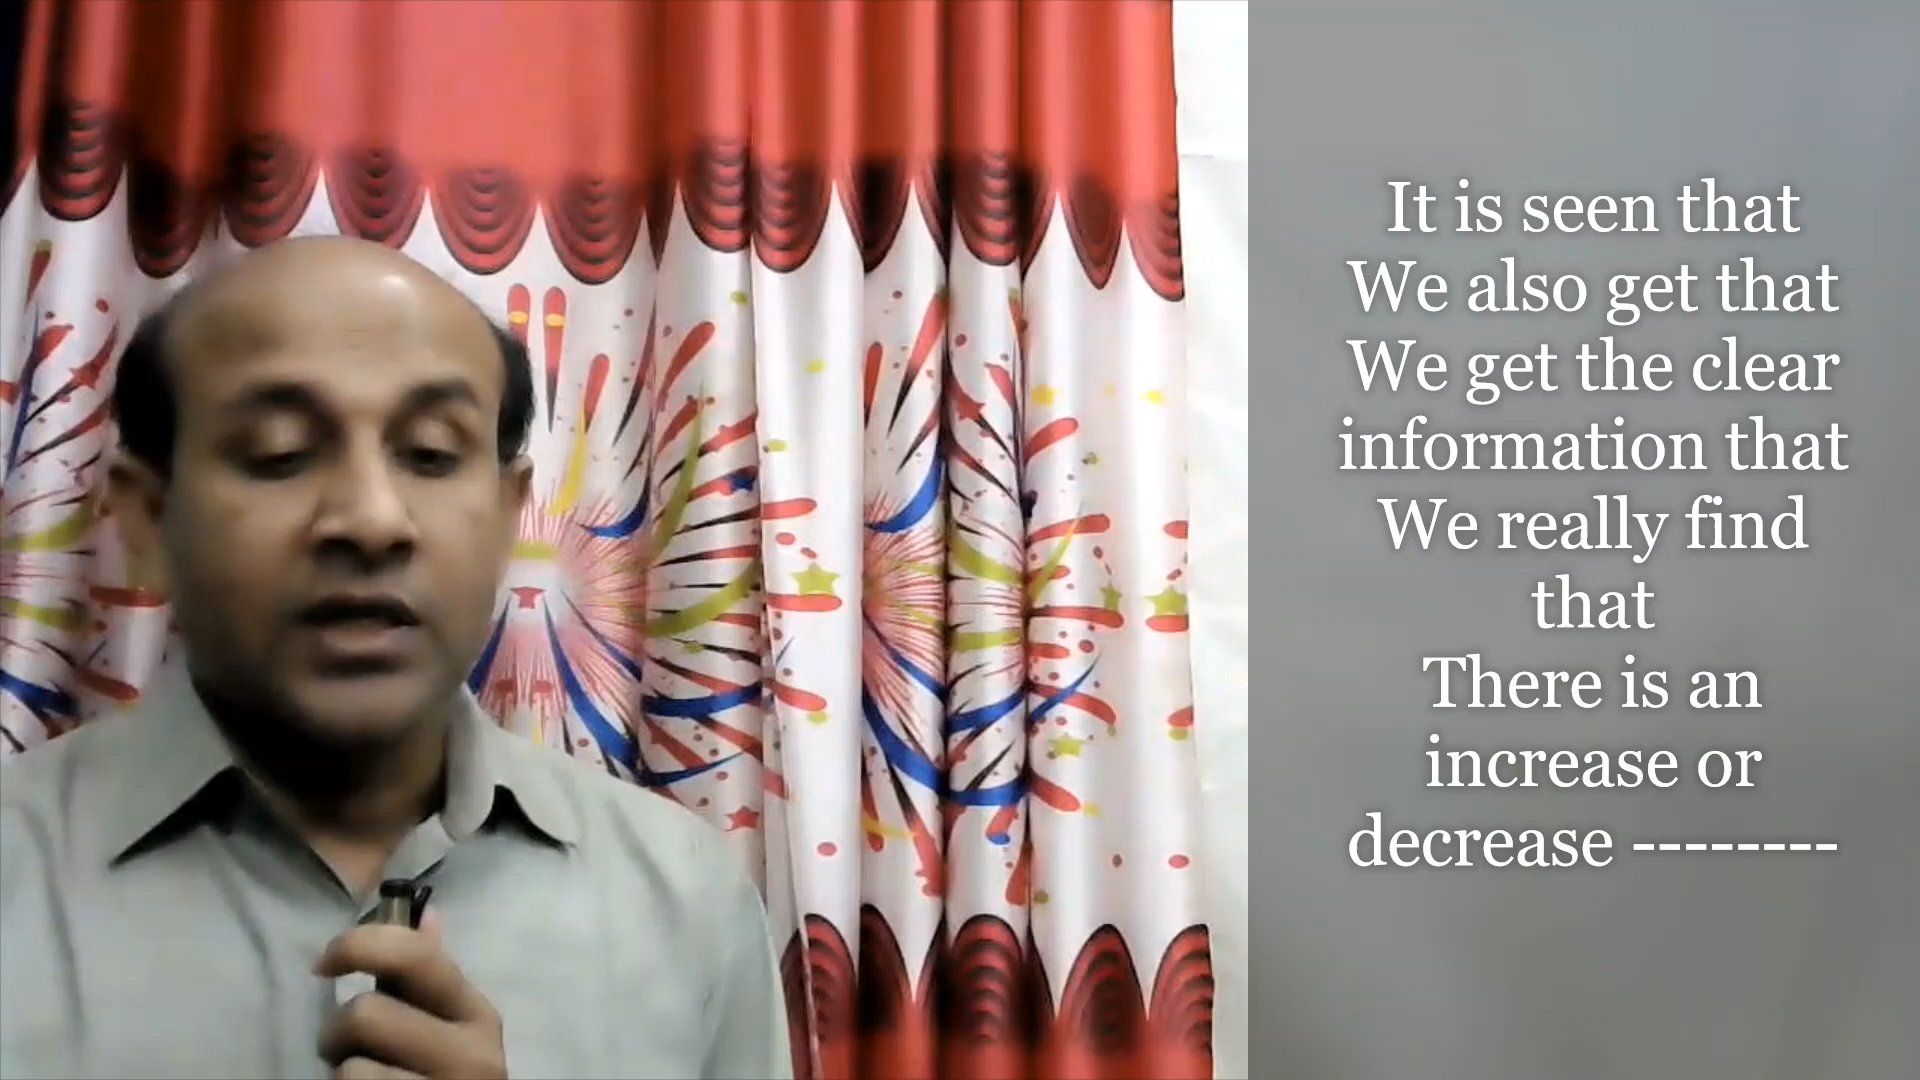 It is seen that
We also get that
We get the clear
information that
We really find
that
There is an
increase or
decrease --------